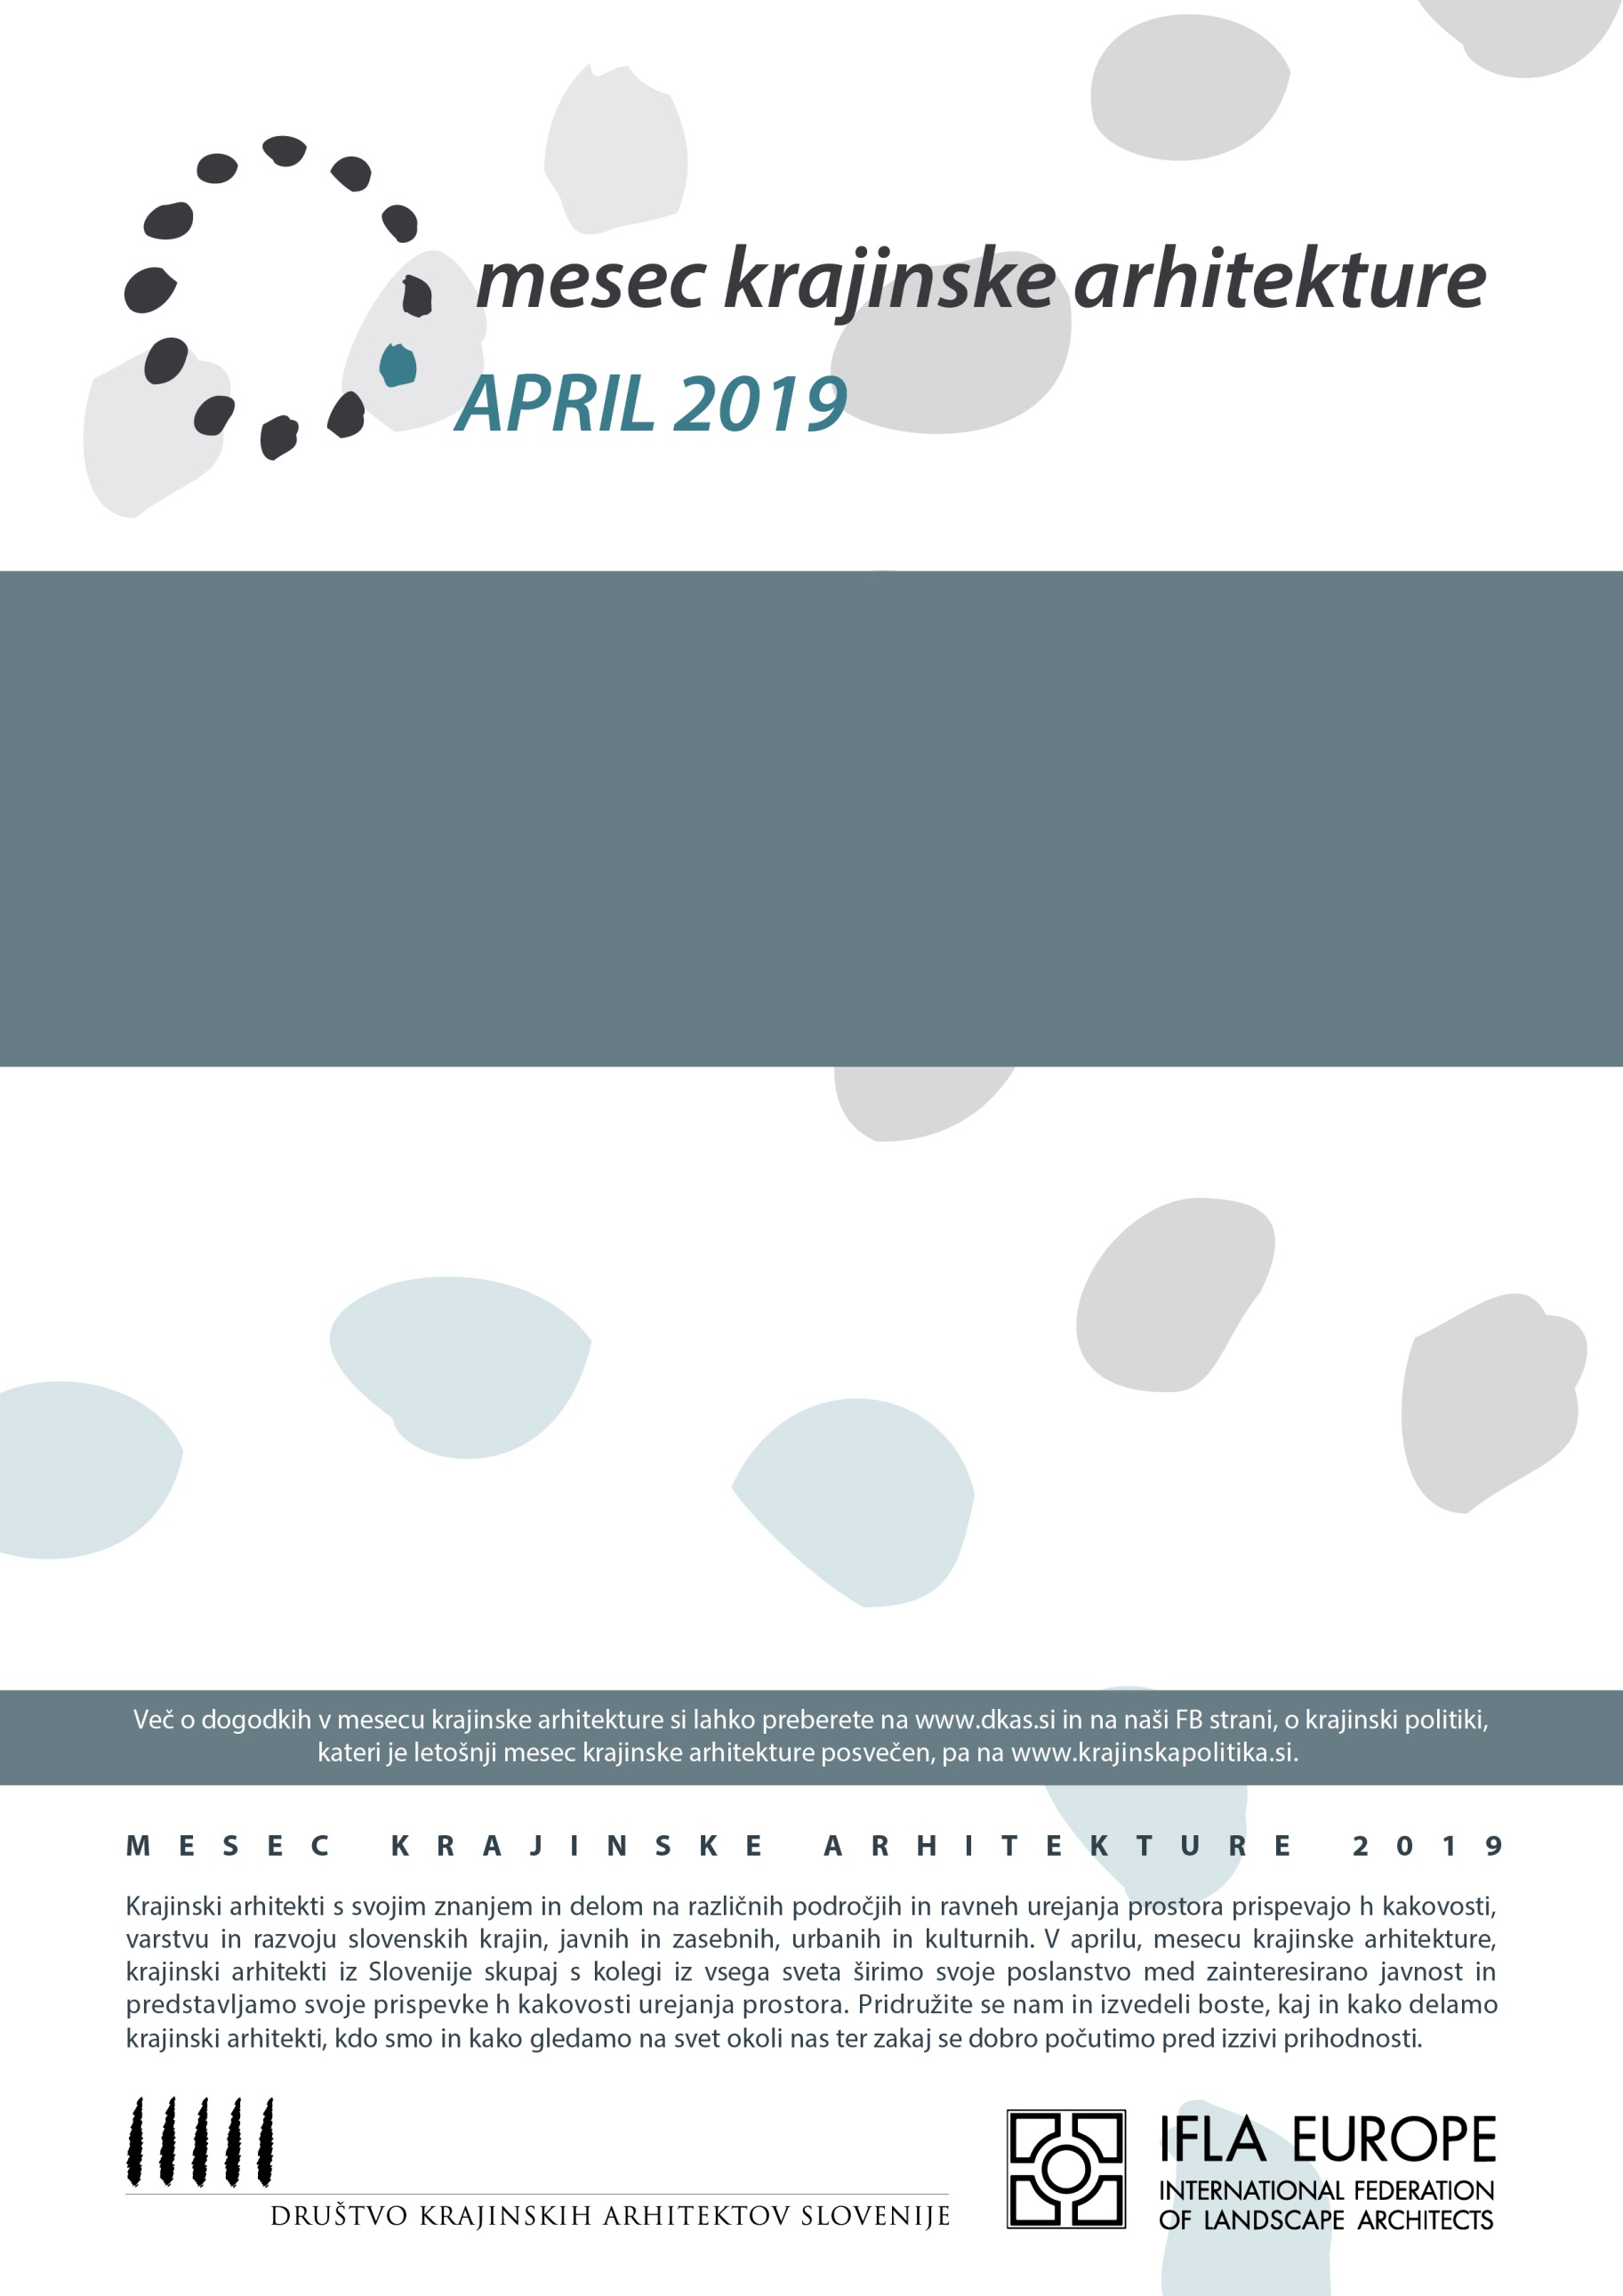 mesec krajinske arhitekture
APRIL 2019
Več o dogodkih v mesecu krajinske arhitekture si lahko preberete na www.dkas.si in na naši FB strani, o krajinski politiki,
kateri je letošnji mesec krajinske arhitekture posvečen, pa na www.krajinskapolitika.si.
MESEC KRAJINSKE ARHITEKTURE 2019
Krajinski arhitekti s svojim znanjem in delom na različnih področjih in ravneh urejanja prostora prispevajo h kakovosti,
varstvu in razvoju slovenskih krajin, javnih in zasebnih, urbanih in kulturnih. V aprilu, mesecu krajinske arhitekture,
krajinski arhitekti iz Slovenije skupaj s kolegi iz vsega sveta širimo svoje poslanstvo med zainteresirano javnost in
predstavljamo svoje prispevke h kakovosti urejanja prostora. Pridružite se nam in izvedeli boste, kaj in kako delamo
krajinski arhitekti, kdo smo in kako gledamo na svet okoli nas ter zakaj se dobro počutimo pred izzivi prihodnosti.
DRUŠTVO KRAJINSKIH ARHITEKTOV SLOVENIJE
IFLA EUROPE
INTERNATIONAL FEDERATION
OF LANDSCAPE ARCHITECTS